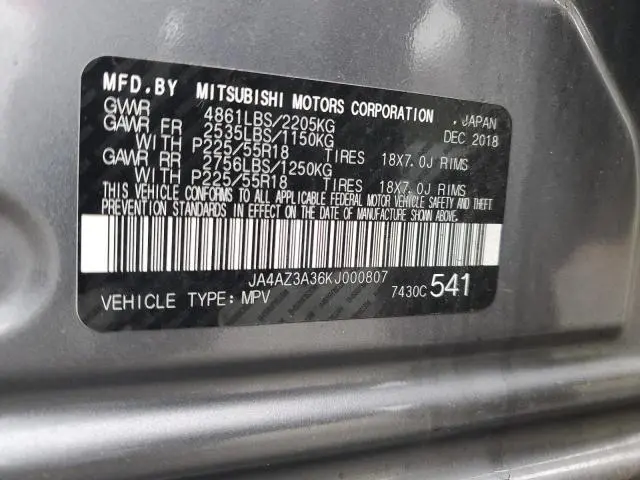 MFD.BY MITSUBISHI MOTORS CORPORATION , JAPAN
GVWR 4861LBS/2205KG DEC 2018
GAWR FR 2535LBS/1150KG
WITH P225/55R18 TIRES 18X7.0J RIMS
GAWR RR 2756LBS/1250KG
WITH P225/55R18 TIRES 18X7.0J RIMS
THIS VEHICLE CONFORMS TO ALL APPLICABLE FEDERAL MOTOR VEHICLE SAFETY AND THEFT
PREVENTION STANDARDS IN EFFECT ON THE DATE OF MANUFACTURE SHOWN ABOVE.
JA4AZ3A36KJ000807
VEHICLE TYPE: MPV 7430C 541